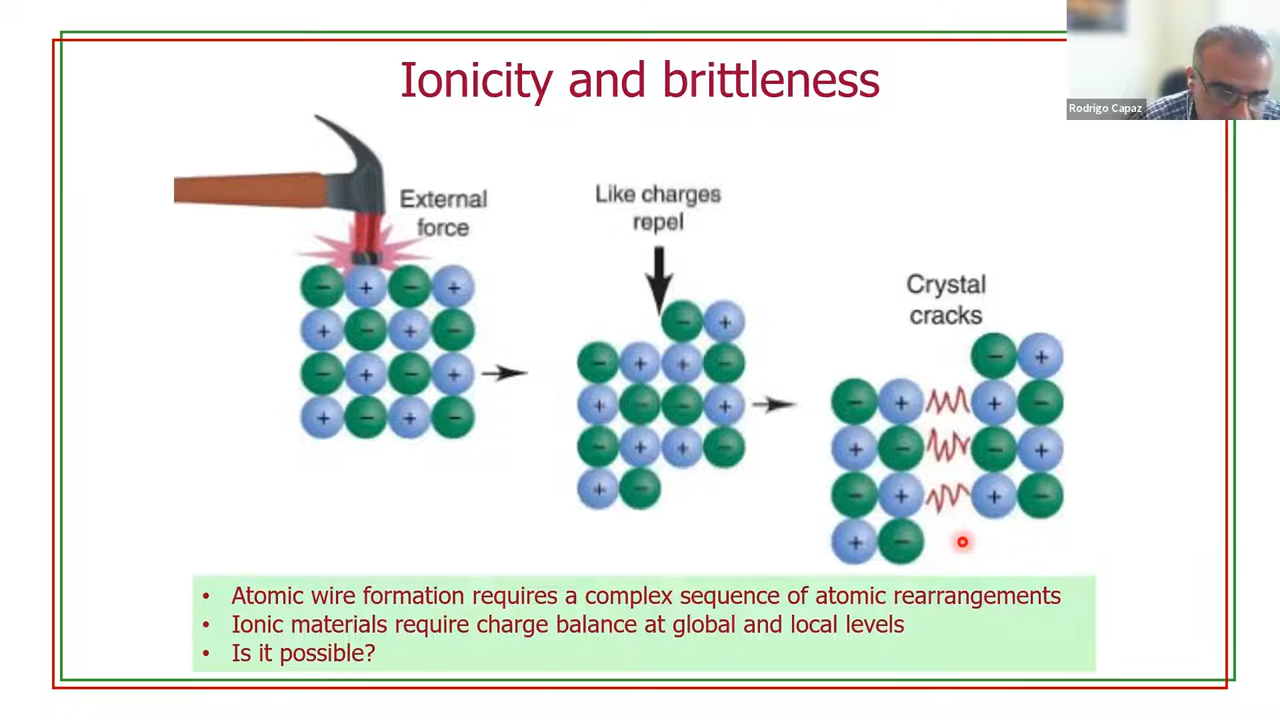 Ionicity and brittleness
Rodrigo Capaz
External
force
Like charges
repel
Crystal
cracks
− + − +
+ − + −
− + − +
+ − + −
− +
− + + −
+ − − +
− + + −
+ −
− +
− + + −
+ − − +
− + + −
+ −
• Atomic wire formation requires a complex sequence of atomic rearrangements
• Ionic materials require charge balance at global and local levels
• Is it possible?